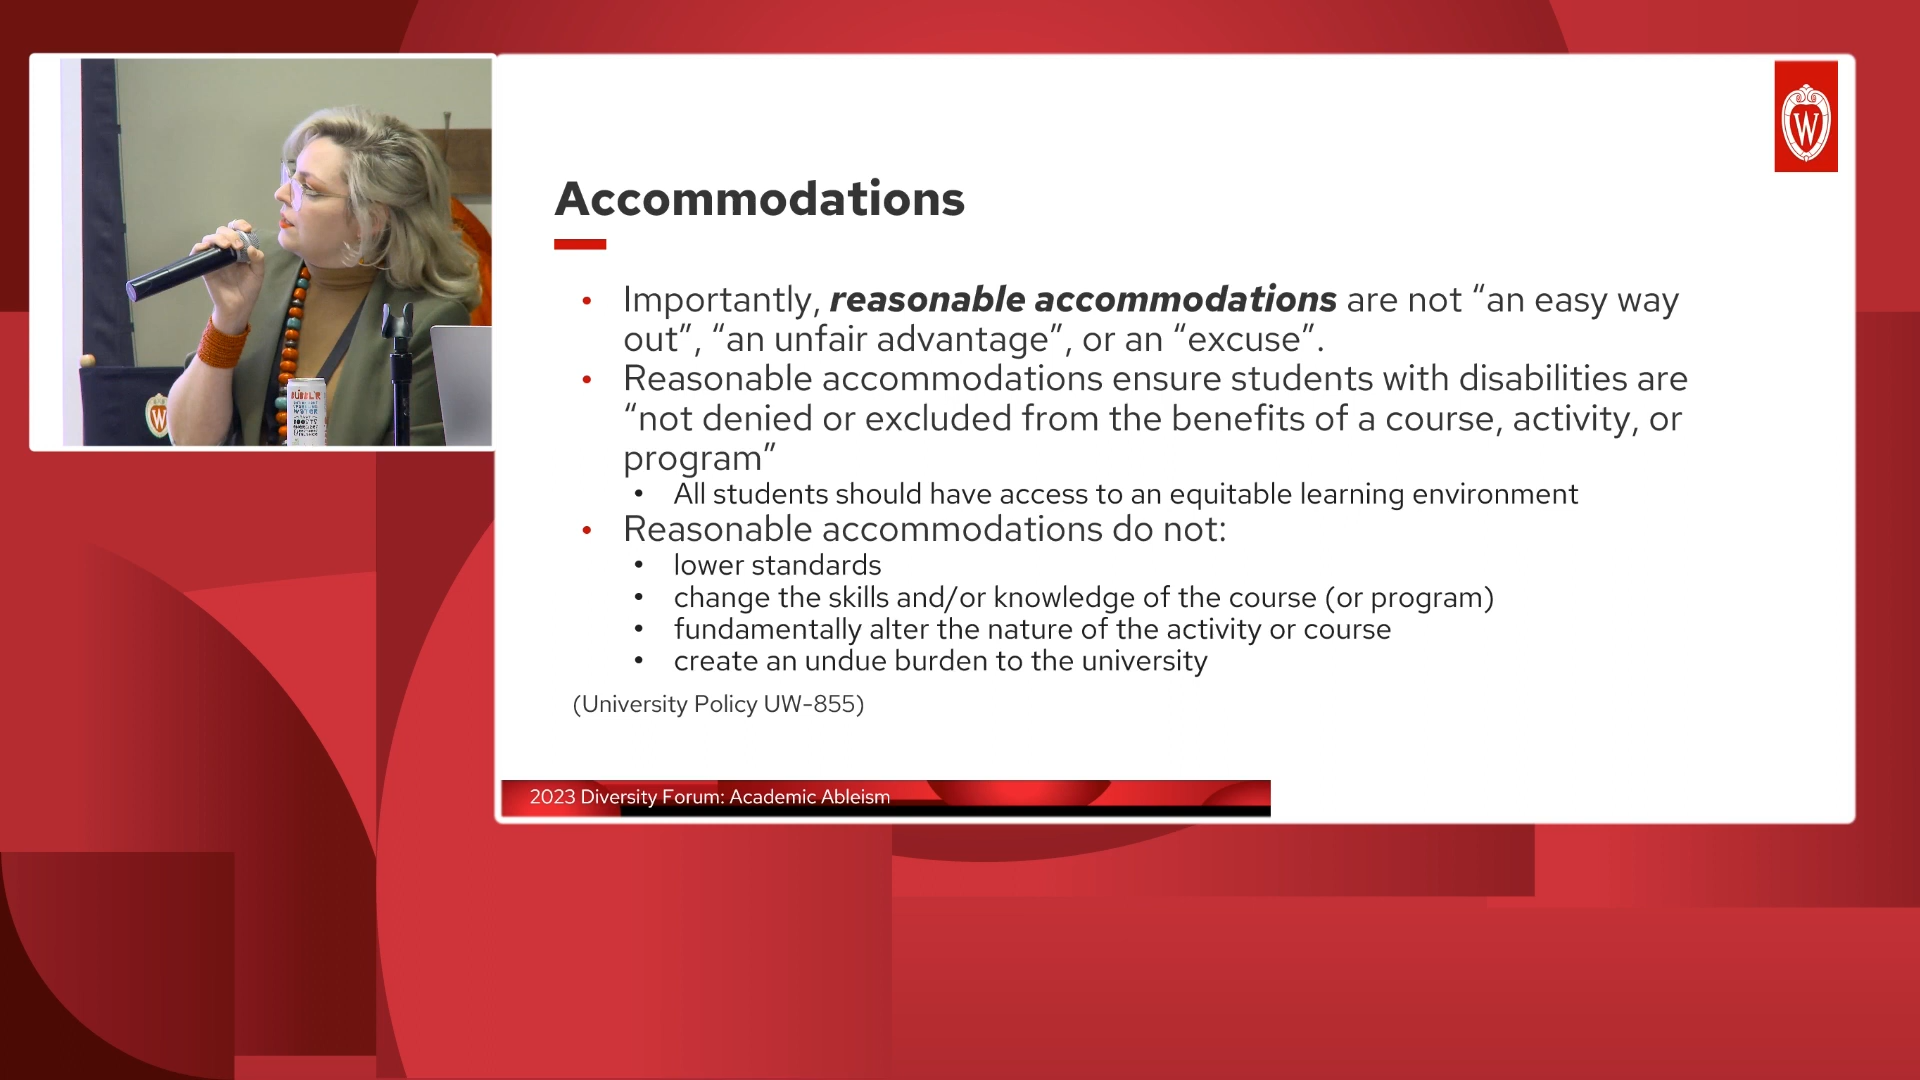 W
Accommodations
• Importantly, reasonable accommodations are not “an easy way
out”, “an unfair advantage”, or an “excuse”.
• Reasonable accommodations ensure students with disabilities are
“not denied or excluded from the benefits of a course, activity, or
program”
• All students should have access to an equitable learning environment
• Reasonable accommodations do not:
• lower standards
• change the skills and/or knowledge of the course (or program)
• fundamentally alter the nature of the activity or course
• create an undue burden to the university
(University Policy UW-855)
2023 Diversity Forum: Academic Ableism
W